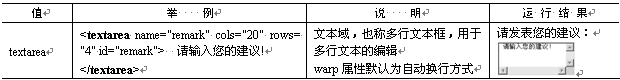 值 举 例 说 明 运行结果
textarea
<textarea name="remark" cols="20" rows=
"4" id="remark"> 请输入您的建议!
</textarea>
文本域，也称多行文本框，用于
多行文本的编辑
warp 属性默认为自动换行方式
请发表您的建议：
请输入您的建议!